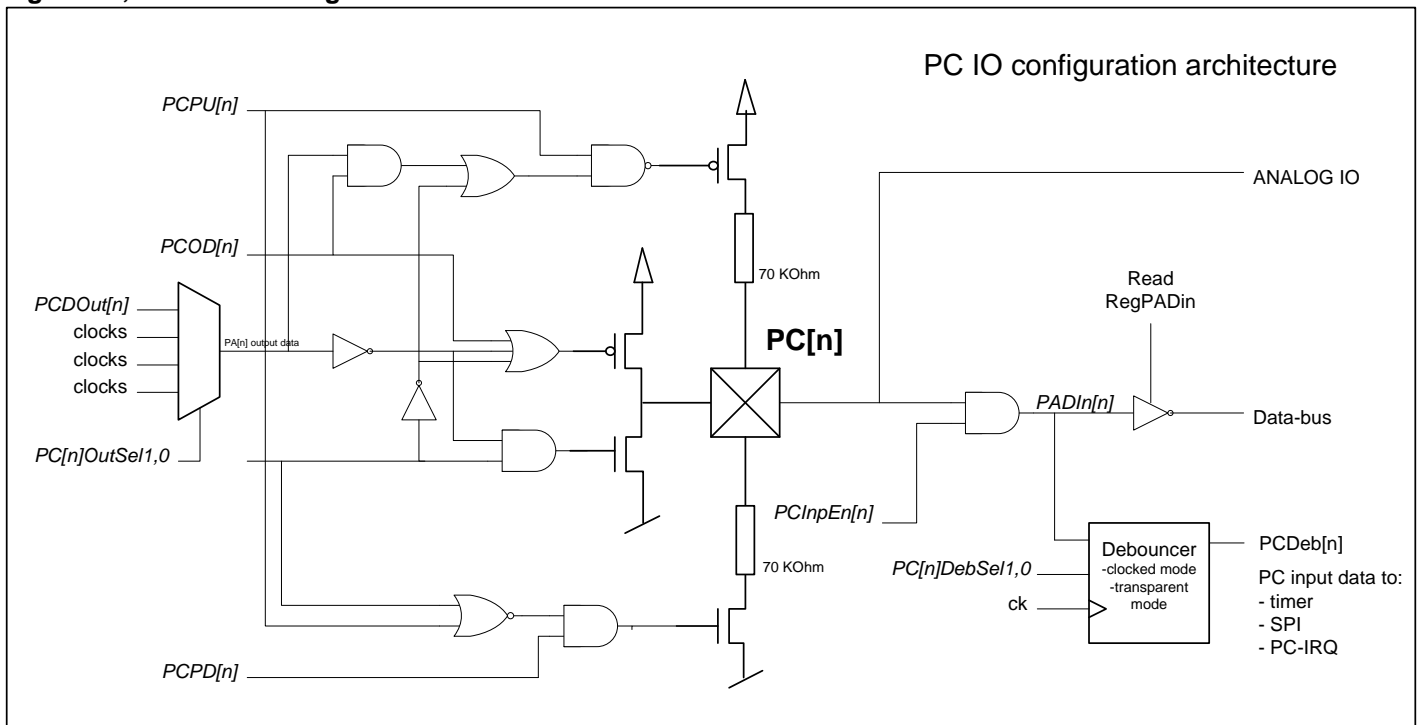 PC IO configuration architecture
PCPU[n]
ANALOG IO
PCOD[n]
70 KOhm
Read
RegPADin
PCDOut[n]
clocks
clocks
clocks
PA[n] output data
PC[n]
PADIn[n]
Data-bus
PC[n]OutSel1,0
PCInpEn[n]
70 KOhm
Debouncer
-clocked mode
-transparent
mode
PCDeb[n]
PC[n]DebSel1,0
ck
PC input data to:
- timer
- SPI
- PC-IRQ
PCPD[n]